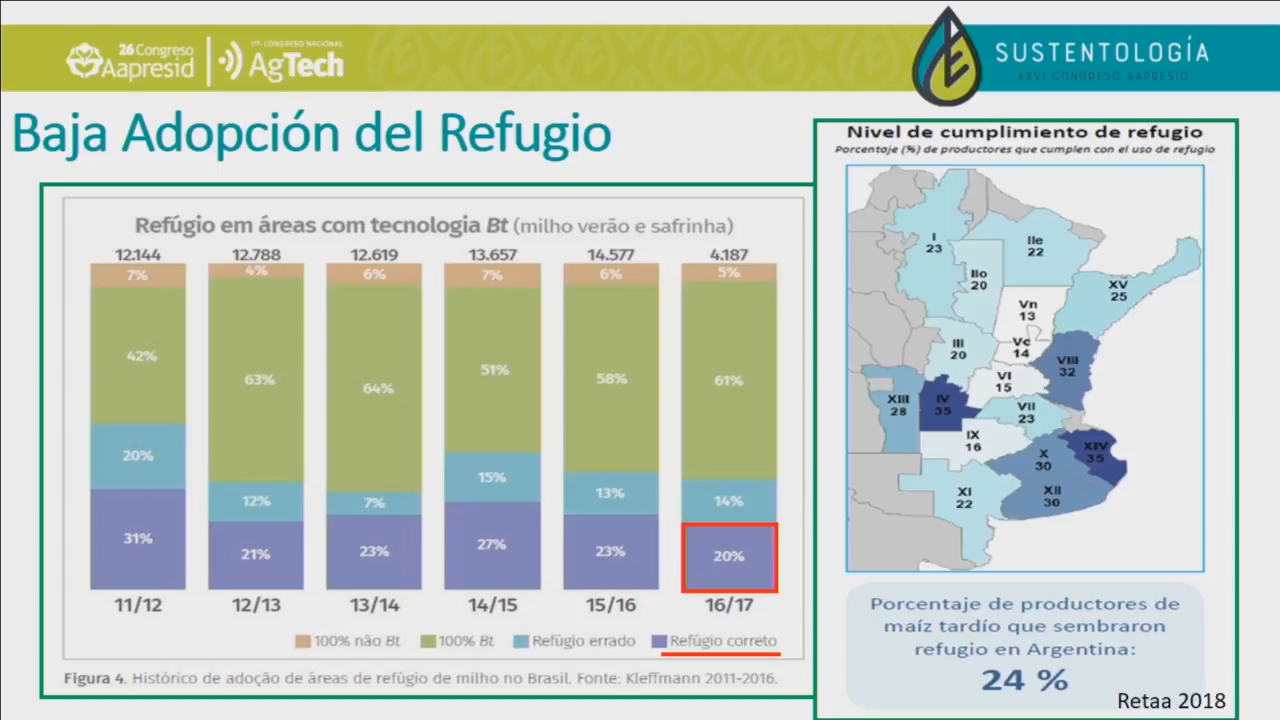 26 Congreso
Aapresid
1er. CONGRESO NACIONAL
AgTech
SUSTENTOLOGÍA
XXVI CONGRESO AAPRESID
Baja Adopción del Refugio
Refúgio em áreas com tecnologia Bt (milho verão e safrinha)
12.144 12.788 12.619 13.657 14.577 4.187
7% 4% 6% 7% 6% 5%
42% 63% 64% 51% 58% 61%
20% 12% 7% 15% 13% 14%
31% 21% 23% 27% 23% 20%
11/12 12/13 13/14 14/15 15/16 16/17
100% não Bt 100% Bt Refúgio errado Refúgio correto
Figura 4. Histórico de adoção de áreas de refúgio de milho no Brasil. Fonte: Kleffmann 2011-2016.
Nivel de cumplimiento de refugio
Porcentaje (%) de productores que cumplen con el uso de refugio
I
23
IIe
22
IIo
20
XV
25
Vn
13
III
20
Vc
14
VIII
32
VI
15
XIII
28
IV
35
VII
23
IX
16
XIV
35
X
30
XI
22
XII
30
Porcentaje de productores de
maíz tardío que sembraron
refugio en Argentina:
24 %
Retaa 2018